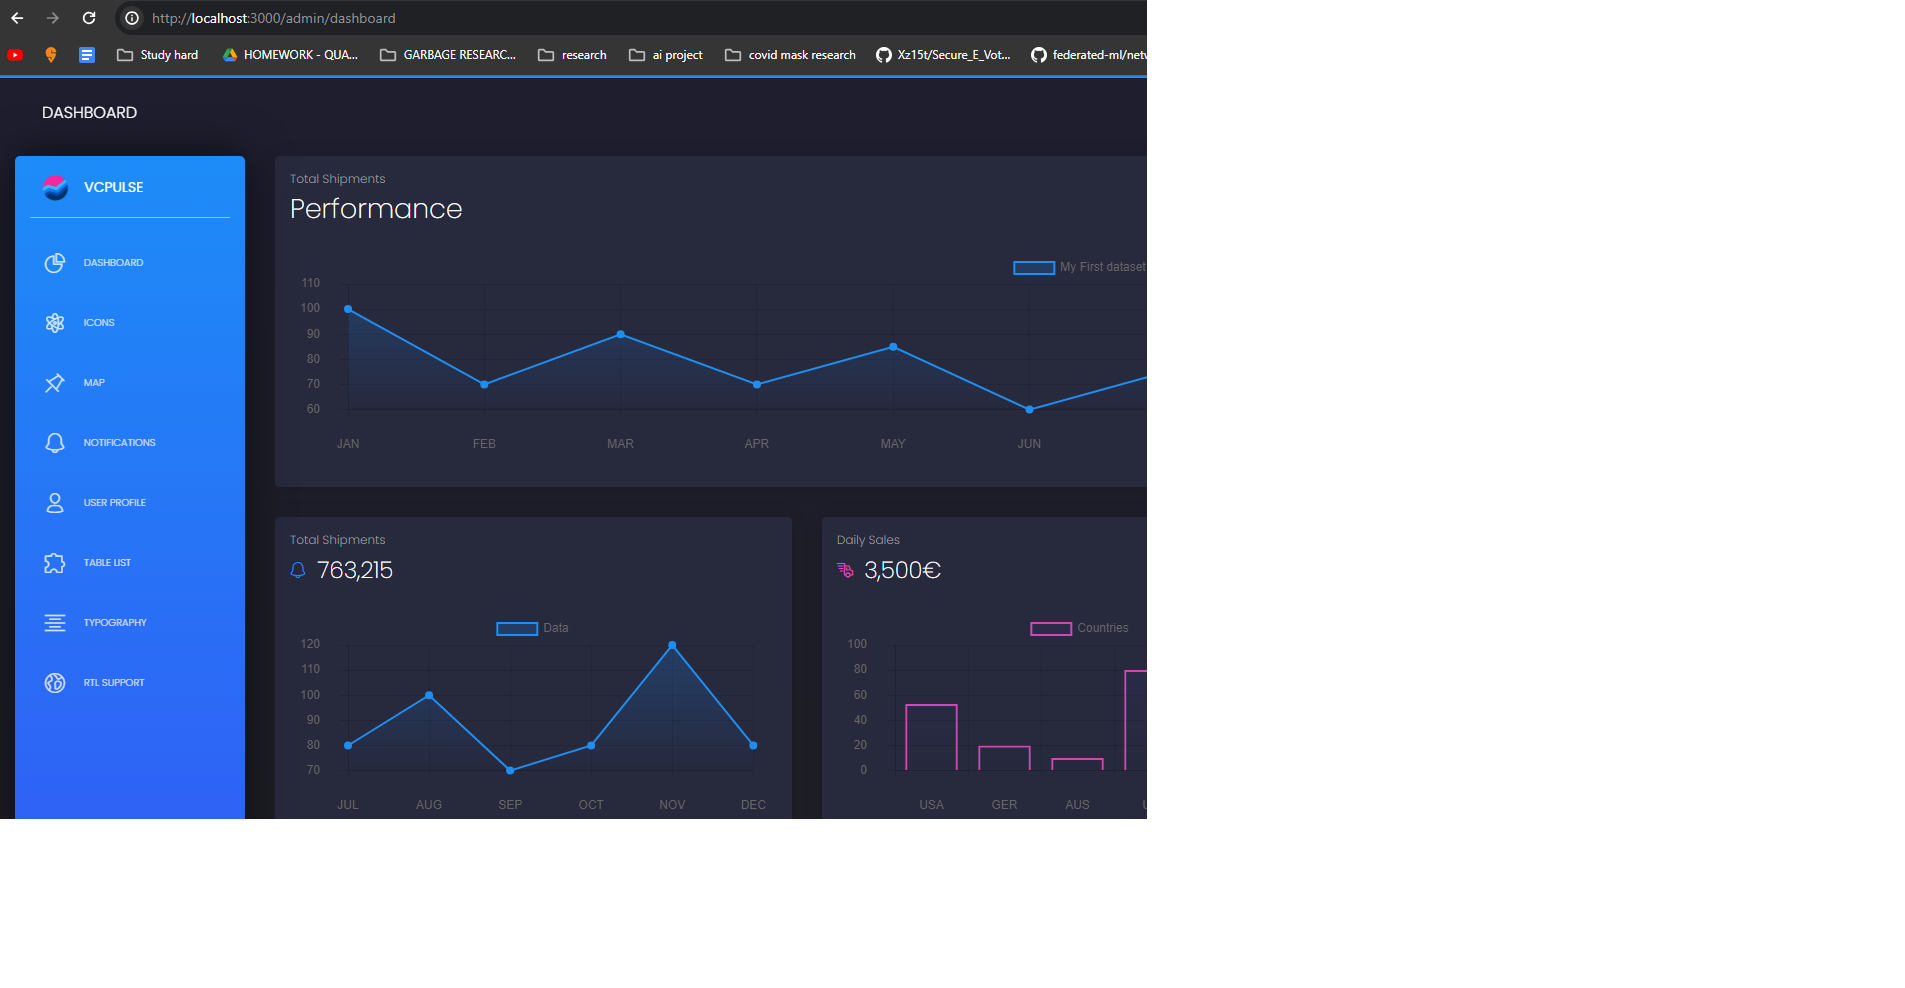 http://localhost:3000/admin/dashboard
Study hard
HOMEWORK - QUA...
GARBAGE RESEARC...
research
ai project
covid mask research
Xz15t/Secure_E_Vot...
federated-ml/netw
DASHBOARD
VCPULSE
DASHBOARD
ICONS
MAP
NOTIFICATIONS
USER PROFILE
TABLE LIST
TYPOGRAPHY
RTL SUPPORT
Total Shipments
Performance
My First dataset
110
100
90
80
70
60
JAN FEB MAR APR MAY JUN
Total Shipments
763,215
Data
120
110
100
90
80
70
JUL AUG SEP OCT NOV DEC
Daily Sales
3,500€
Countries
100
80
60
40
20
0
USA GER AUS